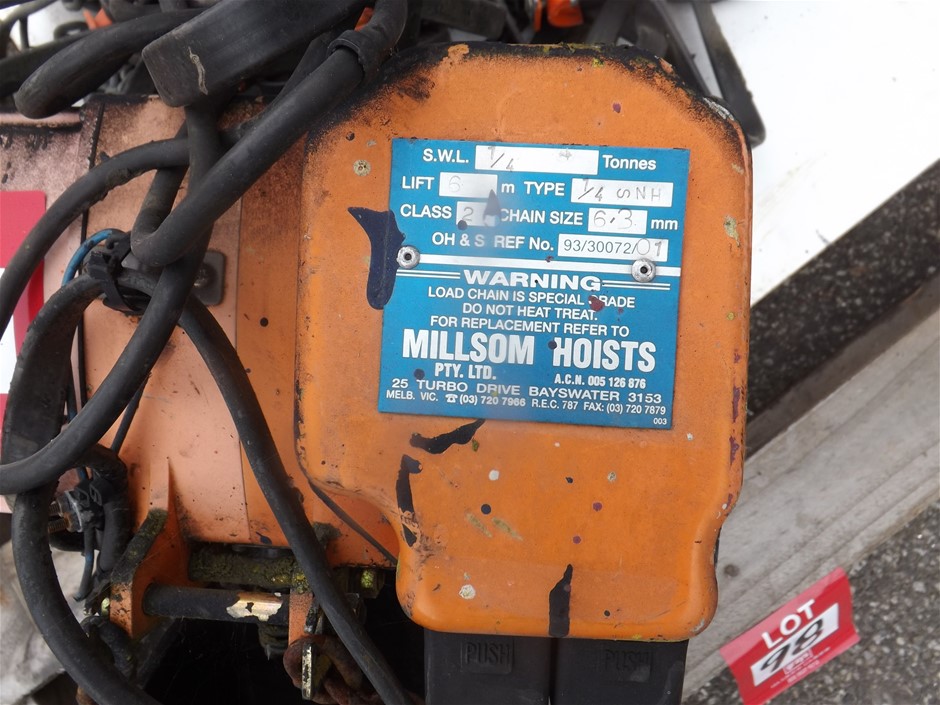 S.W.L. 1/4 Tonnes
LIFT 6 m TYPE 1/4 SNH
CLASS 2 CHAIN SIZE 6.3 mm
OH & S REF No. 93/30072/01
WARNING
LOAD CHAIN IS SPECIAL GRADE
DO NOT HEAT TREAT.
FOR REPLACEMENT REFER TO
MILLSOM HOISTS
PTY. LTD. A.C.N. 005 126 876
25 TURBO DRIVE BAYSWATER 3153
MELB. VIC. ☎ (03) 720 7966 R.E.C. 787 FAX: (03) 720 7879
003
PUSH PUSH
LOT
98